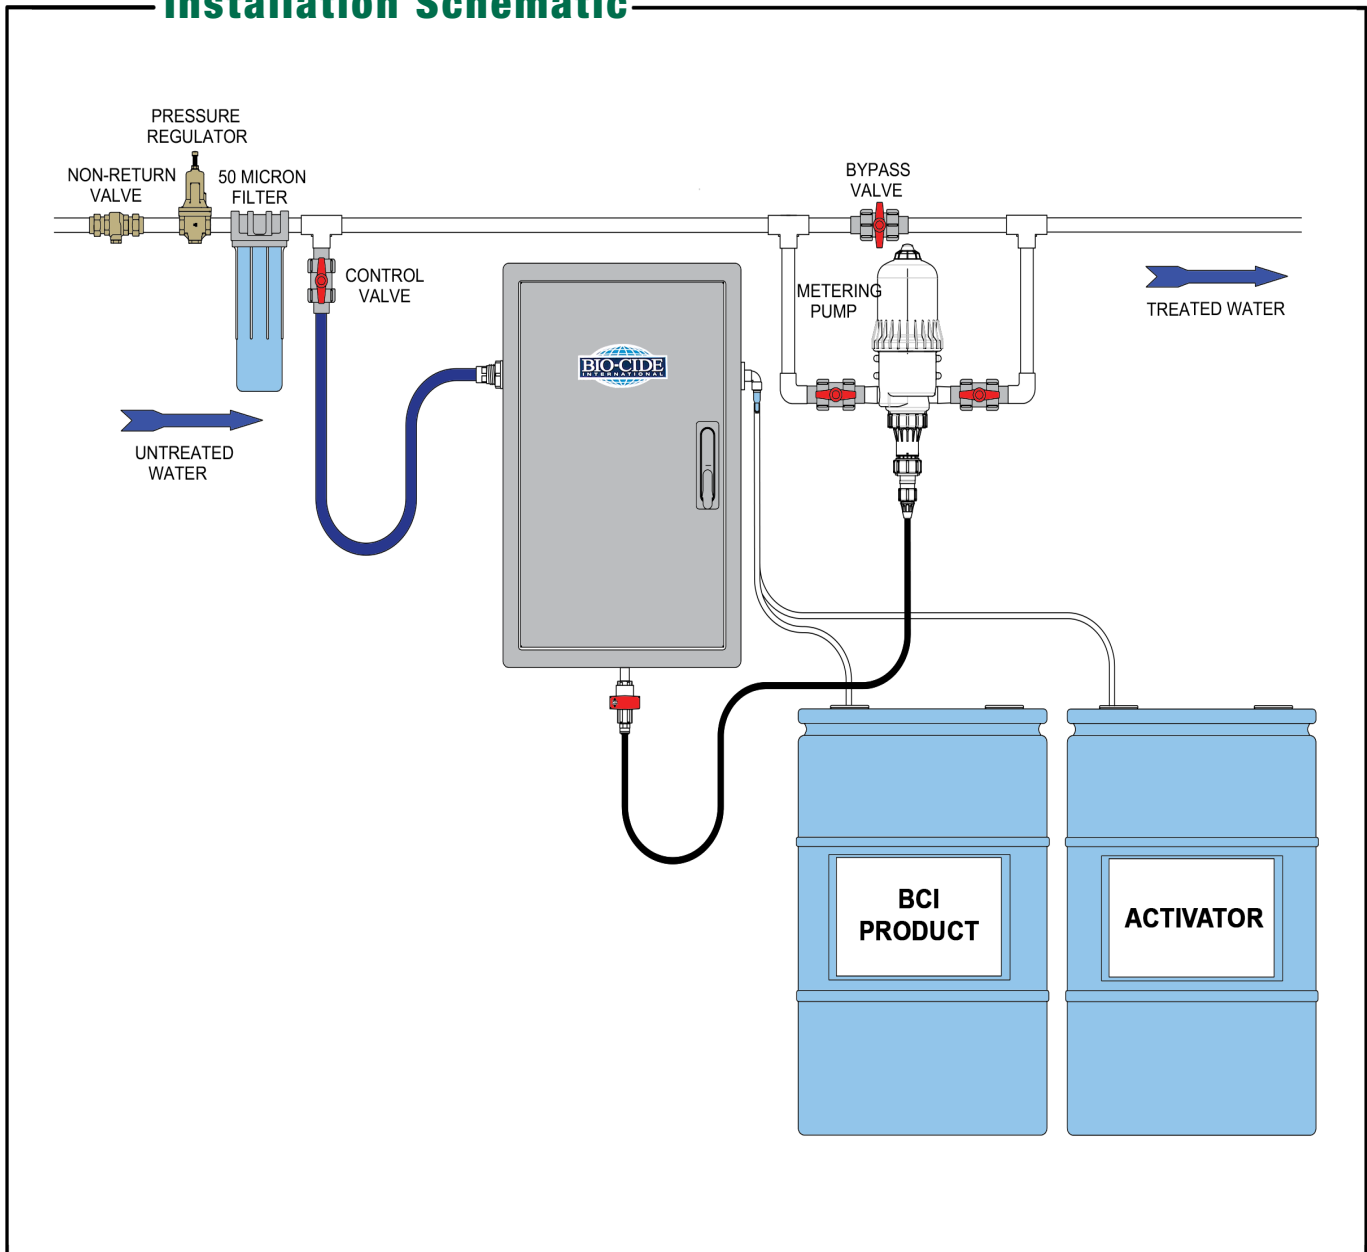 Installation Schematic
PRESSURE
REGULATOR
NON-RETURN
VALVE
50 MICRON
FILTER
BYPASS
VALVE
CONTROL
VALVE
METERING
PUMP
TREATED WATER
BIO-CIDE
INTERNATIONAL
UNTREATED
WATER
BCI
PRODUCT
ACTIVATOR